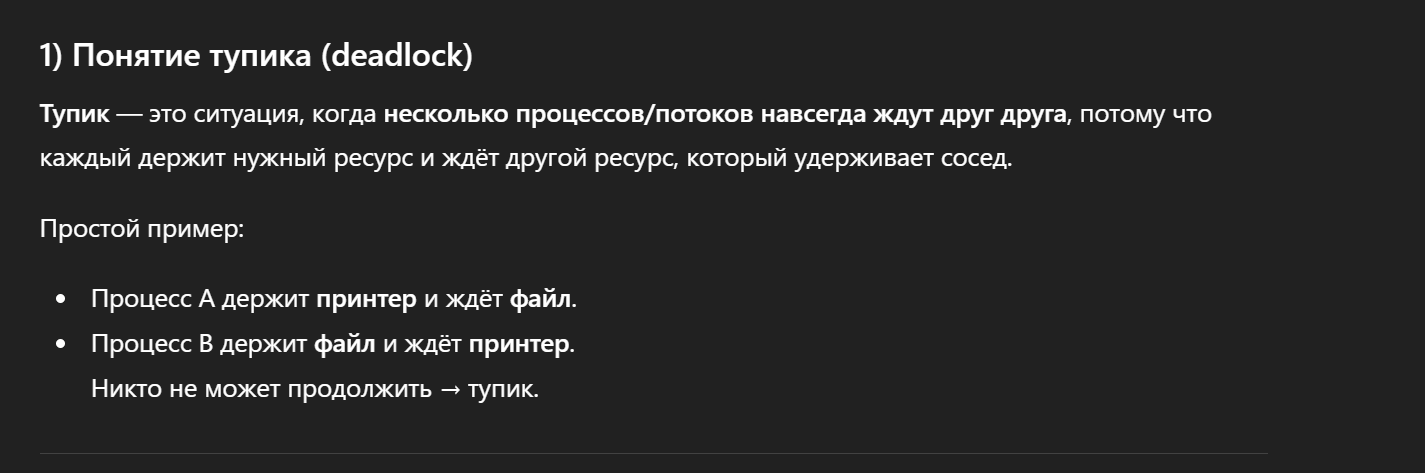 1) Понятие тупика (deadlock)
Тупик — это ситуация, когда несколько процессов/потоков навсегда ждут друг друга, потому что
каждый держит нужный ресурс и ждёт другой ресурс, который удерживает сосед.
Простой пример:
• Процесс A держит принтер и ждёт файл.
• Процесс B держит файл и ждёт принтер.
Никто не может продолжить → тупик.